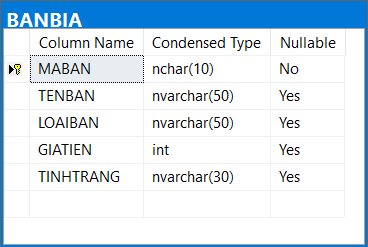 BANBIA
Column Name Condensed Type Nullable
MABAN nchar(10) No
TENBAN nvarchar(50) Yes
LOAIBAN nvarchar(50) Yes
GIATIEN int Yes
TINHTRANG nvarchar(30) Yes